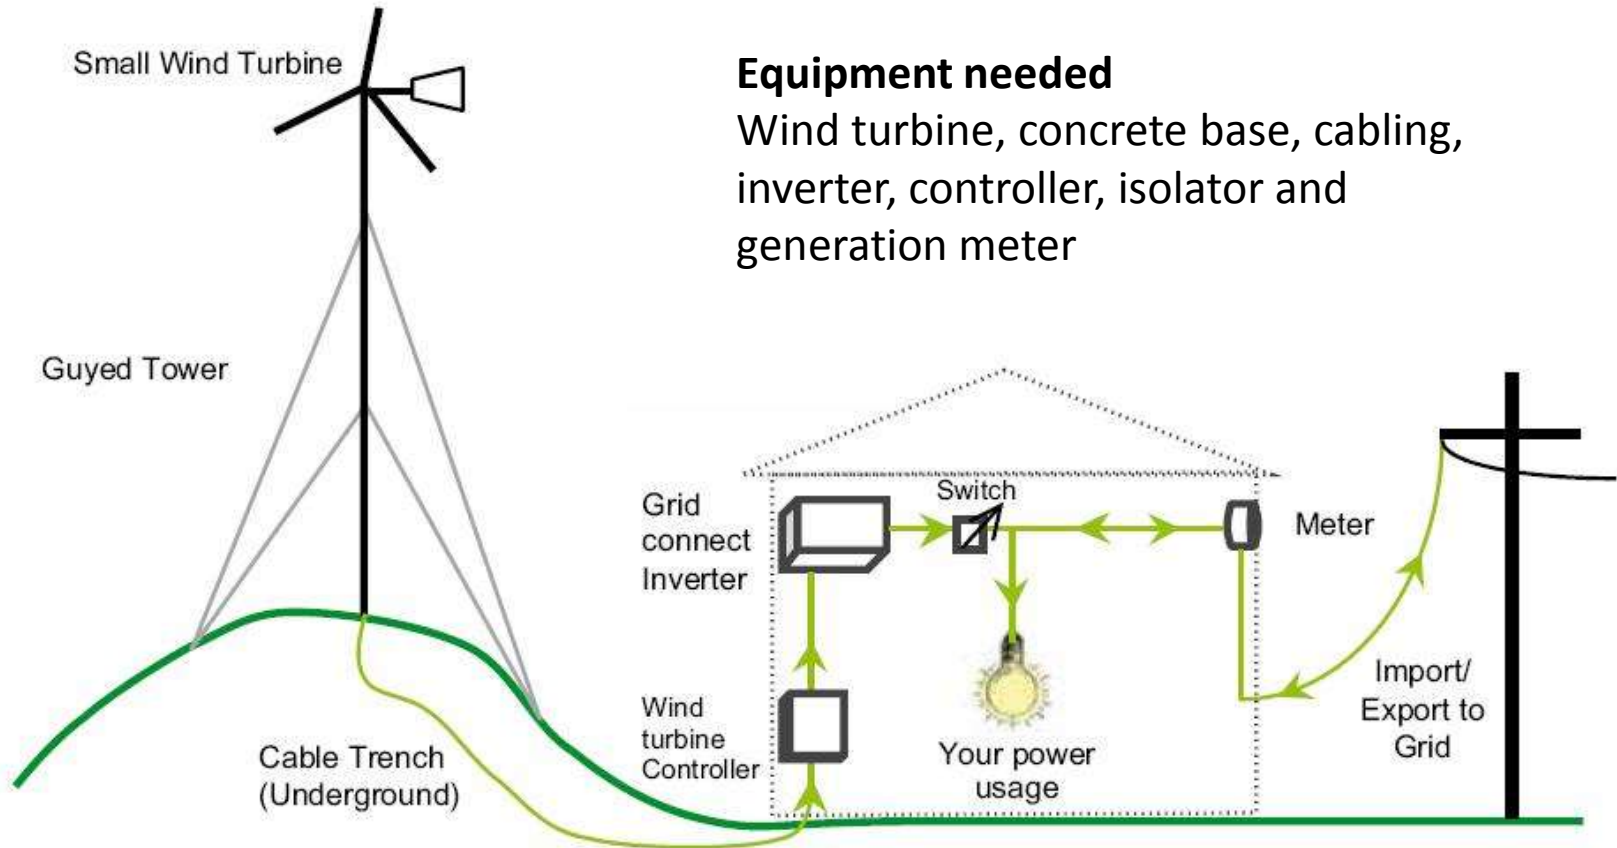 Small Wind Turbine
Equipment needed
Wind turbine, concrete base, cabling,
inverter, controller, isolator and
generation meter
Guyed Tower
Grid
connect
Inverter
Switch
Meter
Wind
turbine
Controller
Your power
usage
Import/
Export to
Grid
Cable Trench
(Underground)